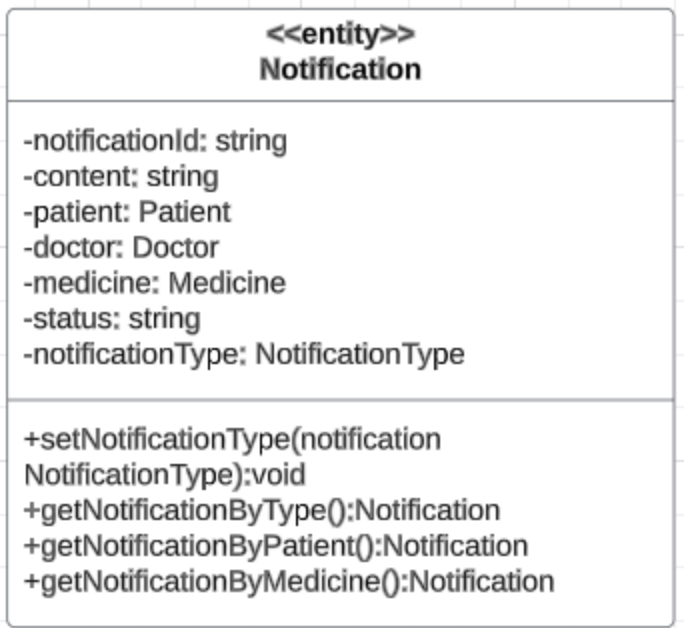 <<entity>>
Notification
-notificationId: string
-content: string
-patient: Patient
-doctor: Doctor
-medicine: Medicine
-status: string
-notificationType: NotificationType
+setNotificationType(notification
NotificationType):void
+getNotificationByType():Notification
+getNotificationByPatient():Notification
+getNotificationByMedicine():Notification